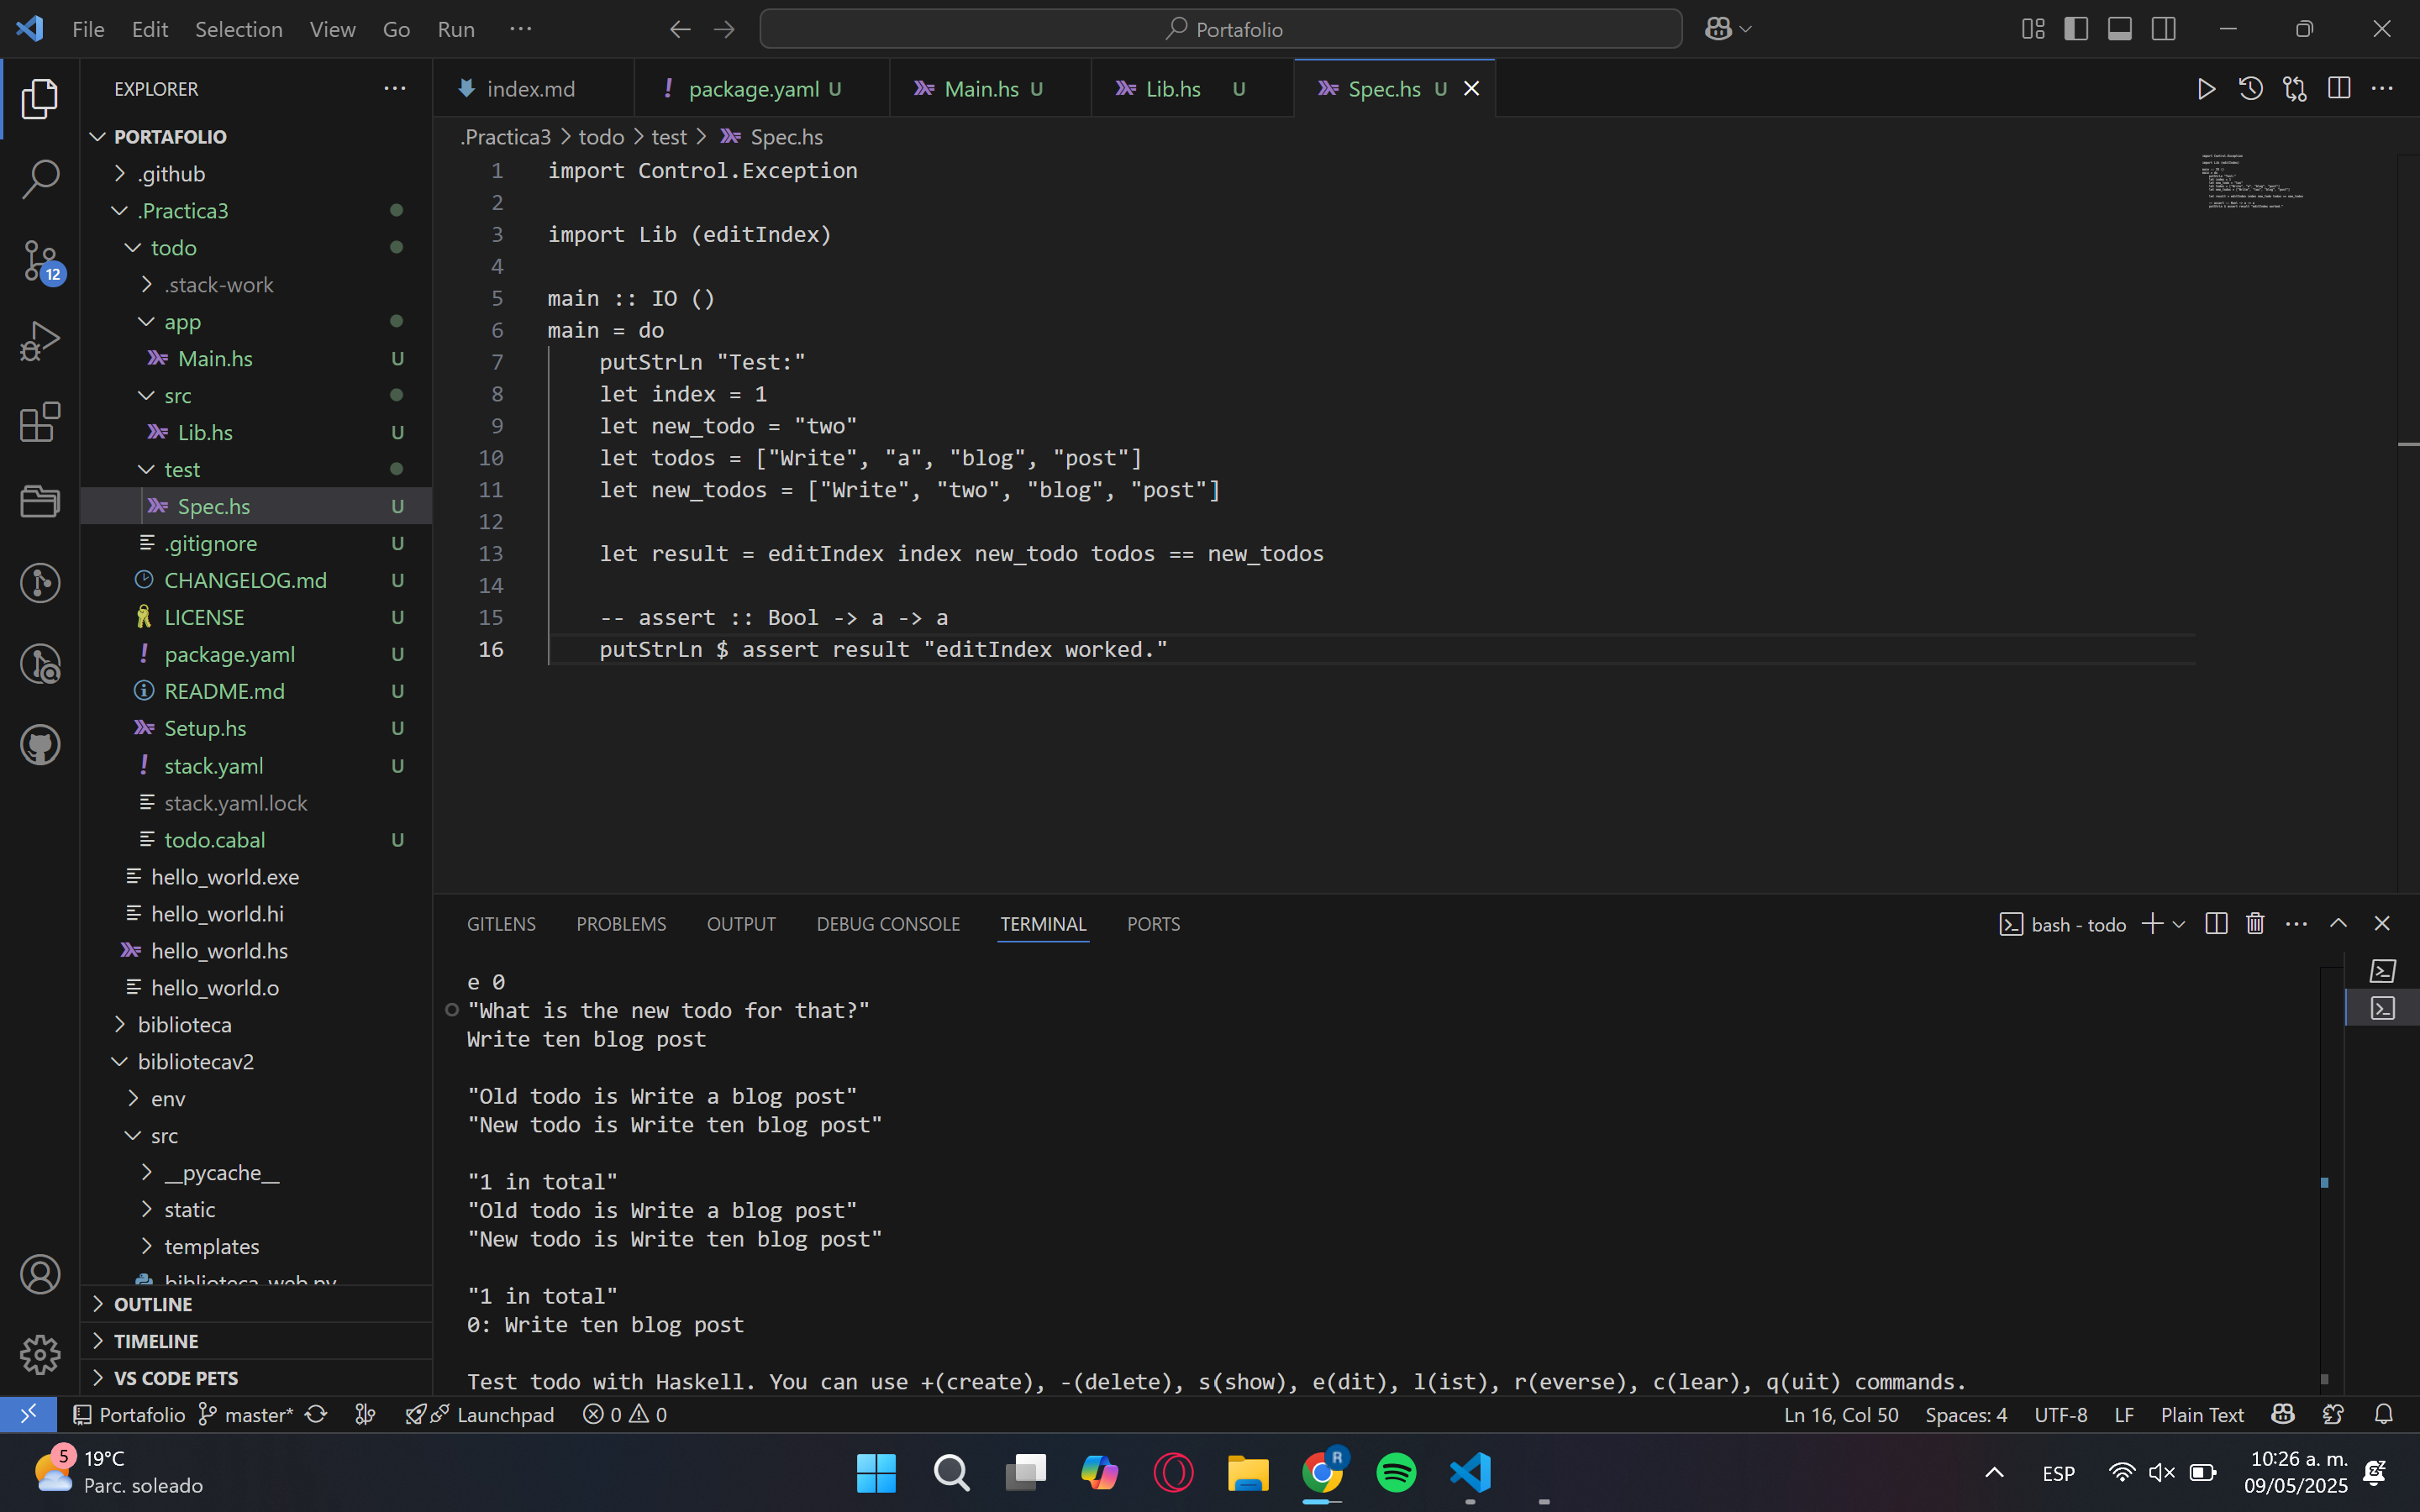 File Edit Selection View Go Run ··· Portafolio
EXPLORER ···
PORTAFOLIO
.github
.Practica3
todo
.stack-work
app
Main.hs U
src
Lib.hs U
test
Spec.hs U
.gitignore U
CHANGELOG.md U
LICENSE U
package.yaml U
README.md U
Setup.hs U
stack.yaml U
stack.yaml.lock
todo.cabal U
hello_world.exe
hello_world.hi
hello_world.hs
hello_world.o
biblioteca
bibliotecav2
env
src
__pycache__
static
templates
biblioteca_web.py
OUTLINE
TIMELINE
VS CODE PETS
12
index.md package.yaml U Main.hs U Lib.hs U Spec.hs U
.Practica3 > todo > test > Spec.hs
1 import Control.Exception
2
3 import Lib (editIndex)
4
5 main :: IO ()
6 main = do
7 putStrLn "Test:"
8 let index = 1
9 let new_todo = "two"
10 let todos = ["Write", "a", "blog", "post"]
11 let new_todos = ["Write", "two", "blog", "post"]
12
13 let result = editIndex index new_todo todos == new_todos
14
15 -- assert :: Bool -> a -> a
16 putStrLn $ assert result "editIndex worked."
GITLENS PROBLEMS OUTPUT DEBUG CONSOLE TERMINAL PORTS bash - todo
e 0
"What is the new todo for that?"
Write ten blog post
"Old todo is Write a blog post"
"New todo is Write ten blog post"
"1 in total"
"Old todo is Write a blog post"
"New todo is Write ten blog post"
"1 in total"
0: Write ten blog post
Test todo with Haskell. You can use +(create), -(delete), s(show), e(dit), l(ist), r(everse), c(lear), q(uit) commands.
Portafolio master* Launchpad 0 0 Ln 16, Col 50 Spaces: 4 UTF-8 LF Plain Text
5 19°C
Parc. soleado
R
ESP
10:26 a. m.
09/05/2025